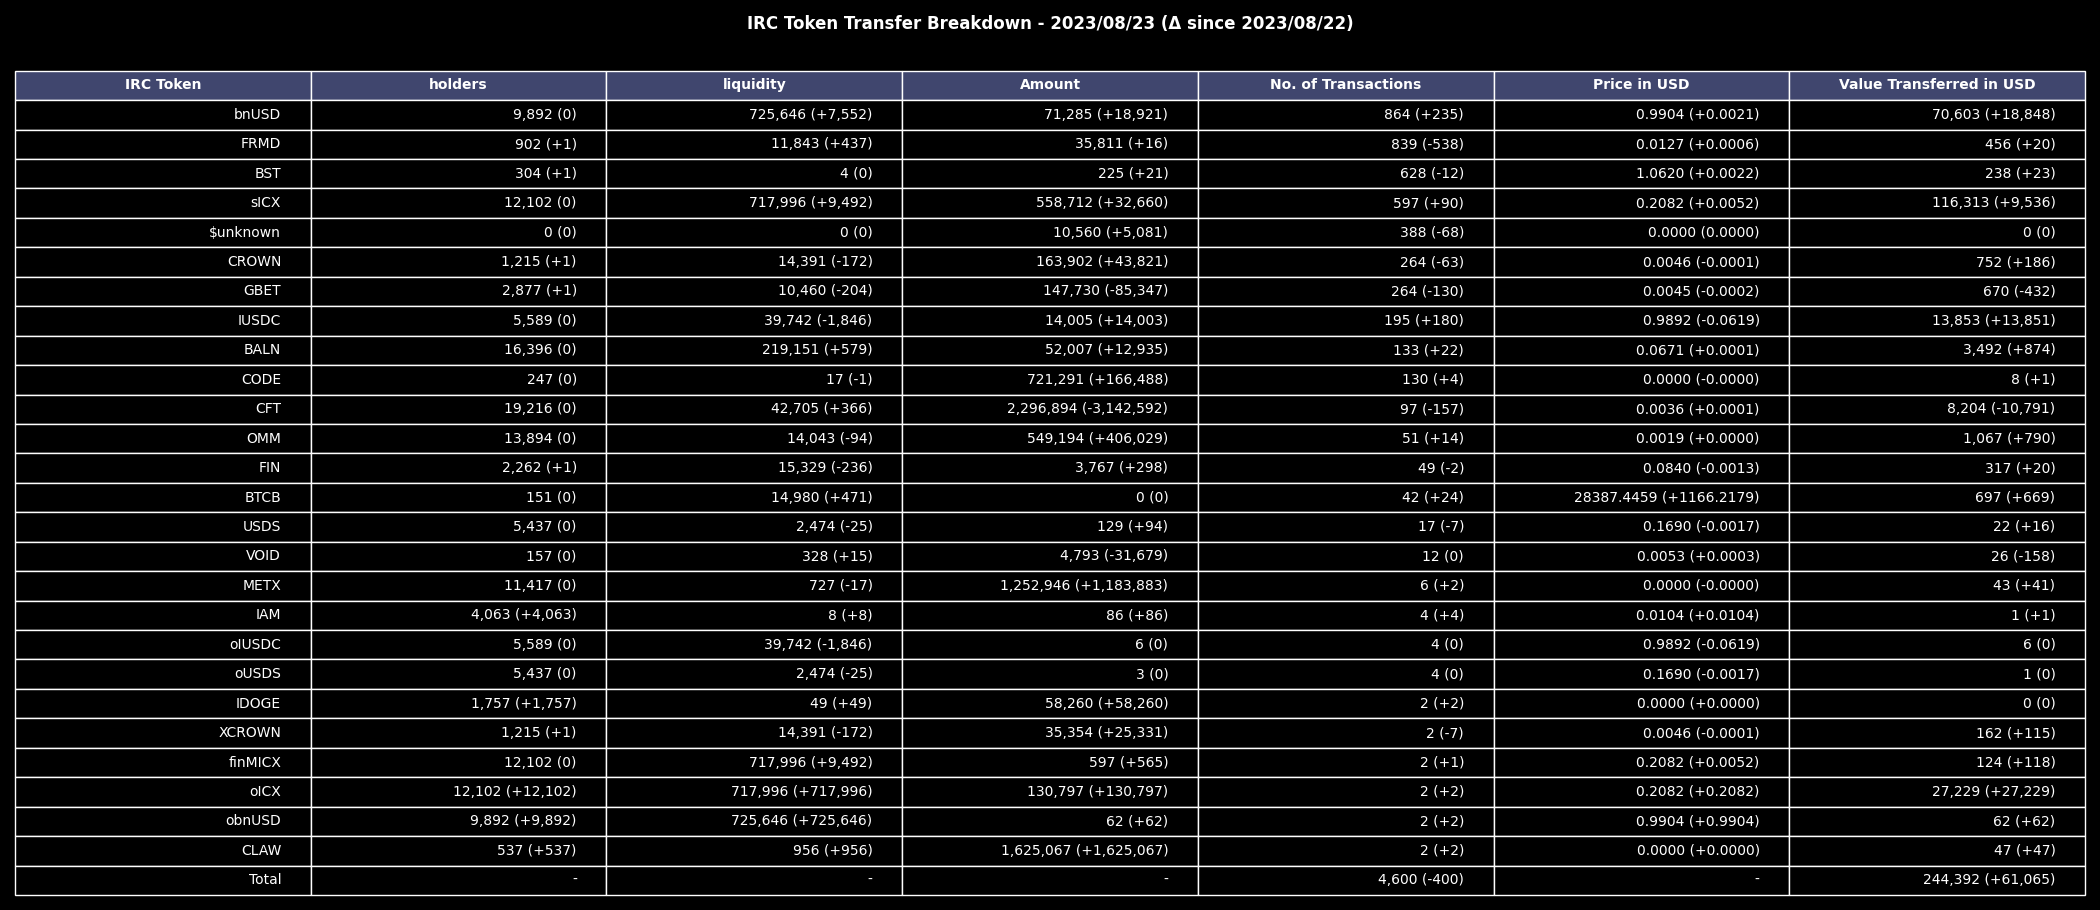 IRC Token Transfer Breakdown - 2023/08/23 (Δ since 2023/08/22)
IRC Token holders liquidity Amount No. of Transactions Price in USD Value Transferred in USD
bnUSD 9,892 (0) 725,646 (+7,552) 71,285 (+18,921) 864 (+235) 0.9904 (+0.0021) 70,603 (+18,848)
FRMD 902 (+1) 11,843 (+437) 35,811 (+16) 839 (-538) 0.0127 (+0.0006) 456 (+20)
BST 304 (+1) 4 (0) 225 (+21) 628 (-12) 1.0620 (+0.0022) 238 (+23)
sICX 12,102 (0) 717,996 (+9,492) 558,712 (+32,660) 597 (+90) 0.2082 (+0.0052) 116,313 (+9,536)
$unknown 0 (0) 0 (0) 10,560 (+5,081) 388 (-68) 0.0000 (0.0000) 0 (0)
CROWN 1,215 (+1) 14,391 (-172) 163,902 (+43,821) 264 (-63) 0.0046 (-0.0001) 752 (+186)
GBET 2,877 (+1) 10,460 (-204) 147,730 (-85,347) 264 (-130) 0.0045 (-0.0002) 670 (-432)
IUSDC 5,589 (0) 39,742 (-1,846) 14,005 (+14,003) 195 (+180) 0.9892 (-0.0619) 13,853 (+13,851)
BALN 16,396 (0) 219,151 (+579) 52,007 (+12,935) 133 (+22) 0.0671 (+0.0001) 3,492 (+874)
CODE 247 (0) 17 (-1) 721,291 (+166,488) 130 (+4) 0.0000 (-0.0000) 8 (+1)
CFT 19,216 (0) 42,705 (+366) 2,296,894 (-3,142,592) 97 (-157) 0.0036 (+0.0001) 8,204 (-10,791)
OMM 13,894 (0) 14,043 (-94) 549,194 (+406,029) 51 (+14) 0.0019 (+0.0000) 1,067 (+790)
FIN 2,262 (+1) 15,329 (-236) 3,767 (+298) 49 (-2) 0.0840 (-0.0013) 317 (+20)
BTCB 151 (0) 14,980 (+471) 0 (0) 42 (+24) 28387.4459 (+1166.2179) 697 (+669)
USDS 5,437 (0) 2,474 (-25) 129 (+94) 17 (-7) 0.1690 (-0.0017) 22 (+16)
VOID 157 (0) 328 (+15) 4,793 (-31,679) 12 (0) 0.0053 (+0.0003) 26 (-158)
METX 11,417 (0) 727 (-17) 1,252,946 (+1,183,883) 6 (+2) 0.0000 (-0.0000) 43 (+41)
IAM 4,063 (+4,063) 8 (+8) 86 (+86) 4 (+4) 0.0104 (+0.0104) 1 (+1)
oIUSDC 5,589 (0) 39,742 (-1,846) 6 (0) 4 (0) 0.9892 (-0.0619) 6 (0)
oUSDS 5,437 (0) 2,474 (-25) 3 (0) 4 (0) 0.1690 (-0.0017) 1 (0)
IDOGE 1,757 (+1,757) 49 (+49) 58,260 (+58,260) 2 (+2) 0.0000 (+0.0000) 0 (0)
XCROWN 1,215 (+1) 14,391 (-172) 35,354 (+25,331) 2 (-7) 0.0046 (-0.0001) 162 (+115)
finMICX 12,102 (0) 717,996 (+9,492) 597 (+565) 2 (+1) 0.2082 (+0.0052) 124 (+118)
oICX 12,102 (+12,102) 717,996 (+717,996) 130,797 (+130,797) 2 (+2) 0.2082 (+0.2082) 27,229 (+27,229)
obnUSD 9,892 (+9,892) 725,646 (+725,646) 62 (+62) 2 (+2) 0.9904 (+0.9904) 62 (+62)
CLAW 537 (+537) 956 (+956) 1,625,067 (+1,625,067) 2 (+2) 0.0000 (+0.0000) 47 (+47)
Total - - - 4,600 (-400) - 244,392 (+61,065)